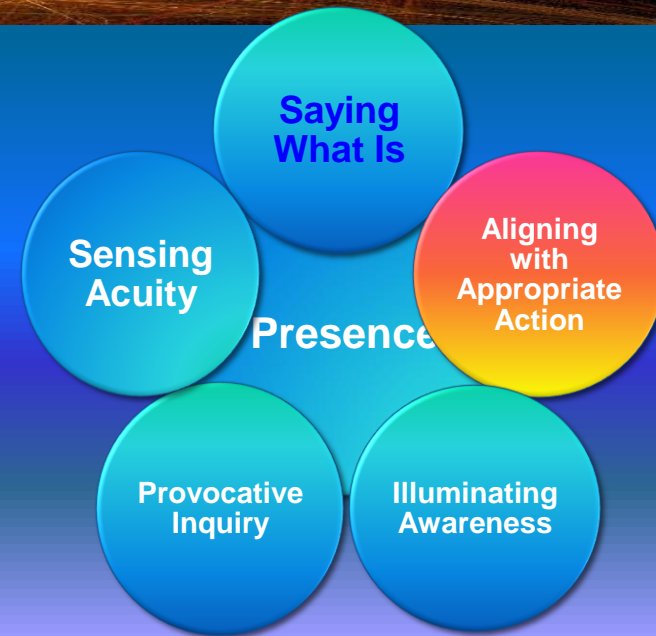 Saying
What Is
Sensing
Acuity
Aligning
with
Appropriate
Action
Presence
Provocative
Inquiry
Illuminating
Awareness